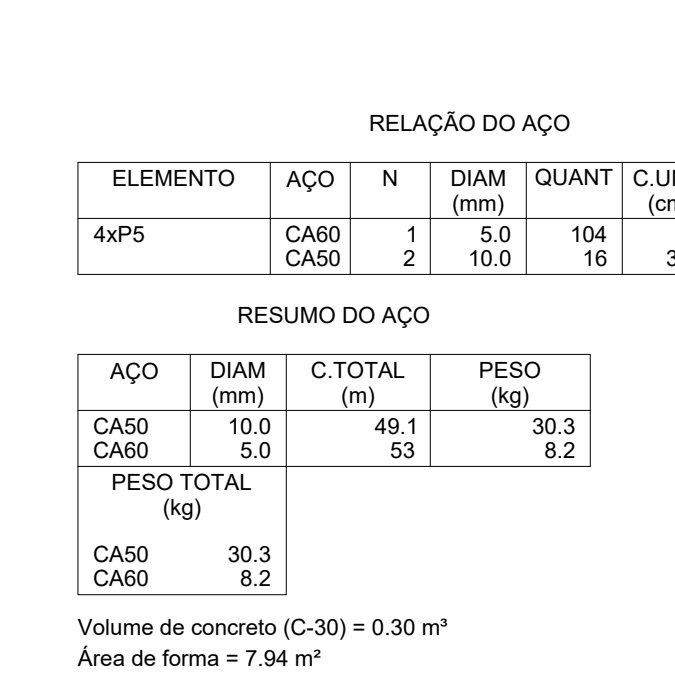 RELAÇÃO DO AÇO
ELEMENTO AÇO N DIAM QUANT
(mm)
4xP5 CA60 1 5.0 104
CA50 2 10.0 16
RESUMO DO AÇO
AÇO DIAM C.TOTAL PESO
(mm) (m) (kg)
CA50 10.0 49.1 30.3
CA60 5.0 53 8.2
PESO TOTAL
(kg)
CA50 30.3
CA60 8.2
Volume de concreto (C-30) = 0.30 m³
Área de forma = 7.94 m²